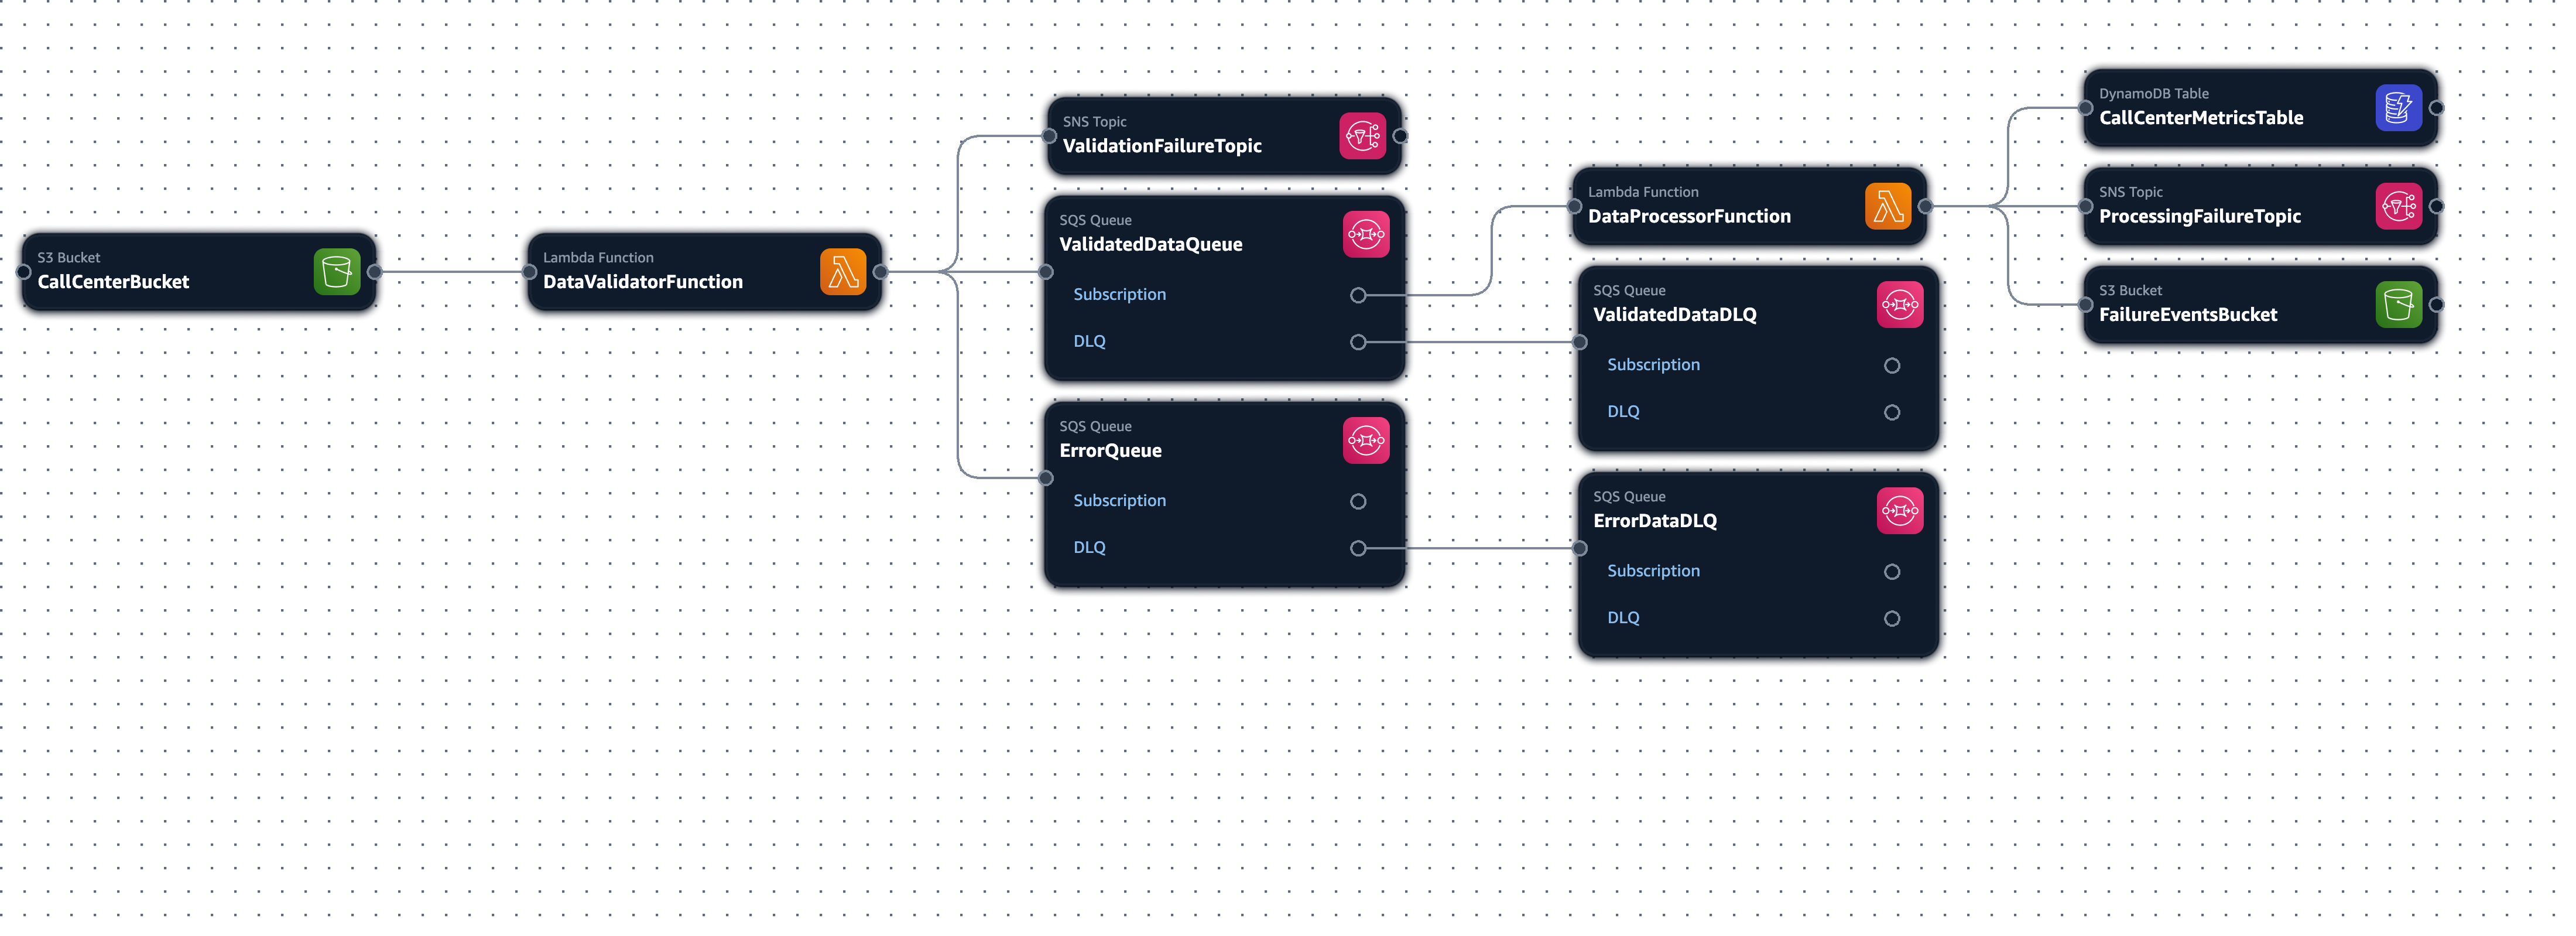 S3 Bucket
CallCenterBucket
Lambda Function
DataValidatorFunction
SNS Topic
ValidationFailureTopic
SQS Queue
ValidatedDataQueue
Subscription
DLQ
SQS Queue
ErrorQueue
Subscription
DLQ
Lambda Function
DataProcessorFunction
SQS Queue
ValidatedDataDLQ
Subscription
DLQ
SQS Queue
ErrorDataDLQ
Subscription
DLQ
DynamoDB Table
CallCenterMetricsTable
SNS Topic
ProcessingFailureTopic
S3 Bucket
FailureEventsBucket